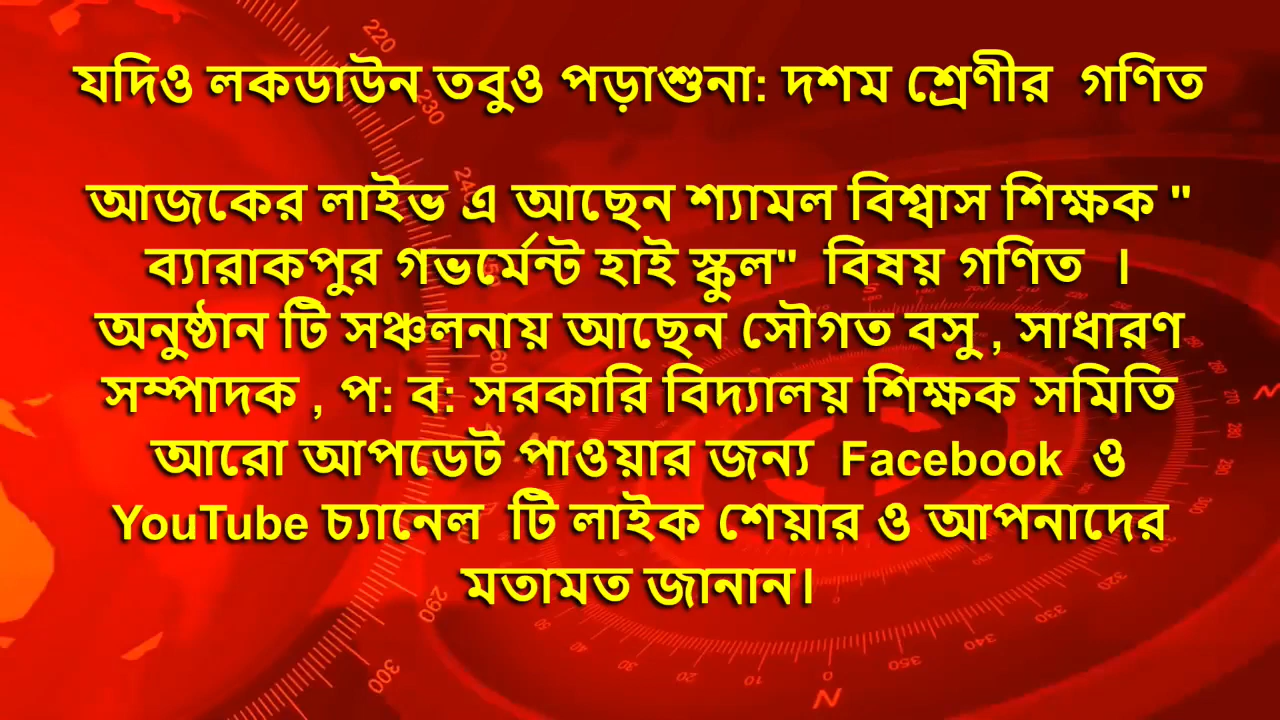 যদিও লকডাউন তবুও পড়াশুনা: দশম শ্রেণীর গণিত
আজকের লাইভ এ আছেন শ্যামল বিশ্বাস শিক্ষক "
ব্যারাকপুর গভর্মেন্ট হাই স্কুল" বিষয় গণিত ।
অনুষ্ঠান টি সঞ্চলনায় আছেন সৌগত বসু , সাধারণ
সম্পাদক , প: ব: সরকারি বিদ্যালয় শিক্ষক সমিতি
আরো আপডেট পাওয়ার জন্য Facebook ও
YouTube চ্যানেল টি লাইক শেয়ার ও আপনাদের
মতামত জানান।